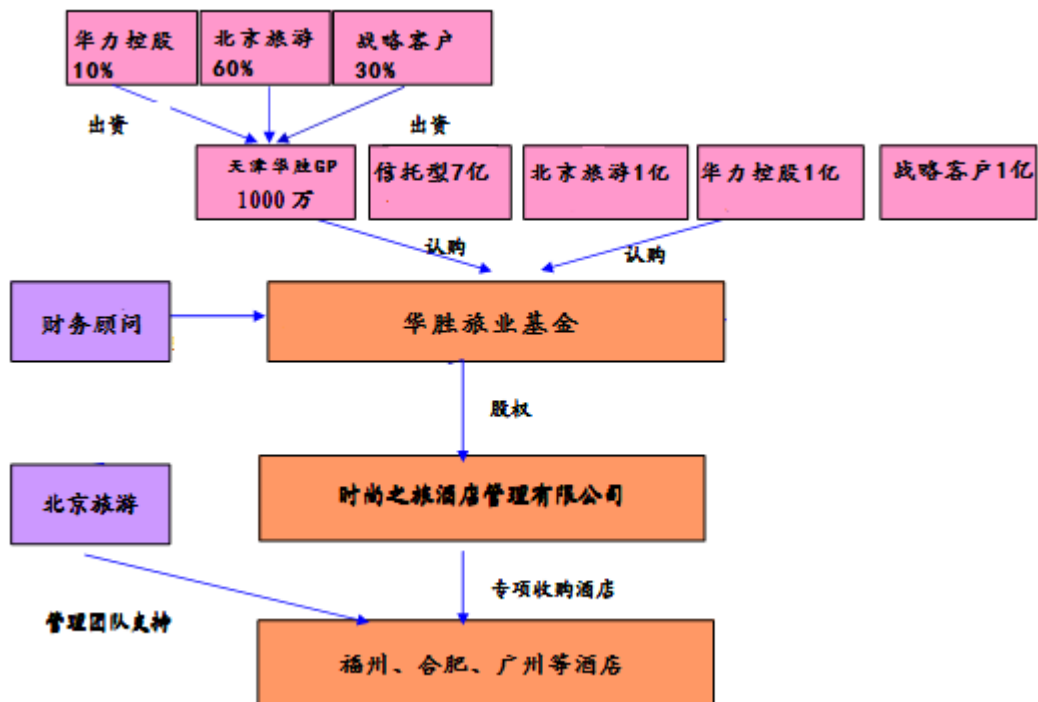 华力控股
10%
北京旅游
60%
战略客户
30%
出资
出资
天津华胜GP
1000万
信托型7亿
北京旅游1亿
华力控股1亿
战略客户1亿
认购
认购
财务顾问
华胜旅业基金
股权
北京旅游
时尚之旅酒店管理有限公司
专项收购酒店
管理团队支持
福州、合肥、广州等酒店